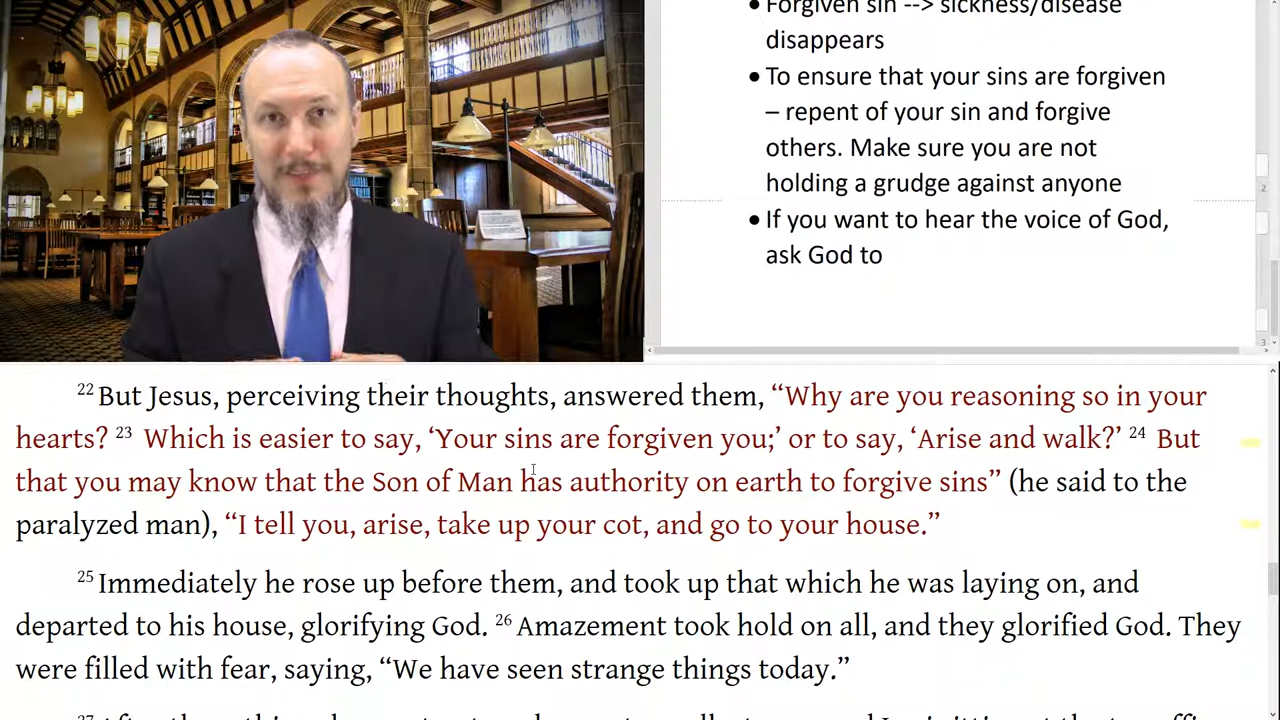 • Forgiven sin --> sickness/disease
disappears
• To ensure that your sins are forgiven
– repent of your sin and forgive
others. Make sure you are not
holding a grudge against anyone
• If you want to hear the voice of God,
ask God to
2
3
22 But Jesus, perceiving their thoughts, answered them, “Why are you reasoning so in your
hearts? 23 Which is easier to say, ‘Your sins are forgiven you;’ or to say, ‘Arise and walk?’ 24 But
that you may know that the Son of Man has authority on earth to forgive sins” (he said to the
paralyzed man), “I tell you, arise, take up your cot, and go to your house.”
25 Immediately he rose up before them, and took up that which he was laying on, and
departed to his house, glorifying God. 26 Amazement took hold on all, and they glorified God. They
were filled with fear, saying, “We have seen strange things today.”